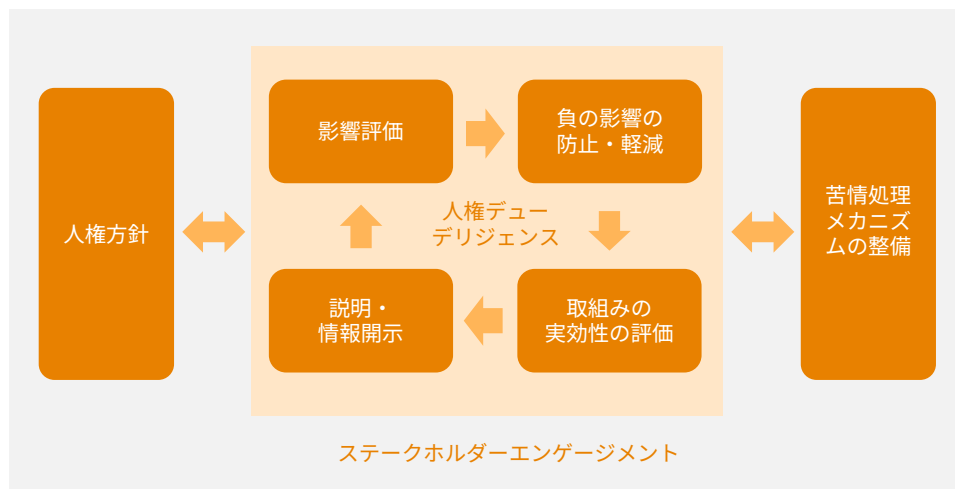 人権方針
影響評価
負の影響の
防止・軽減
人権デュー
デリジェンス
説明・
情報開示
取組みの
実効性の評価
苦情処理
メカニズ
ムの整備
ステークホルダーエンゲージメント